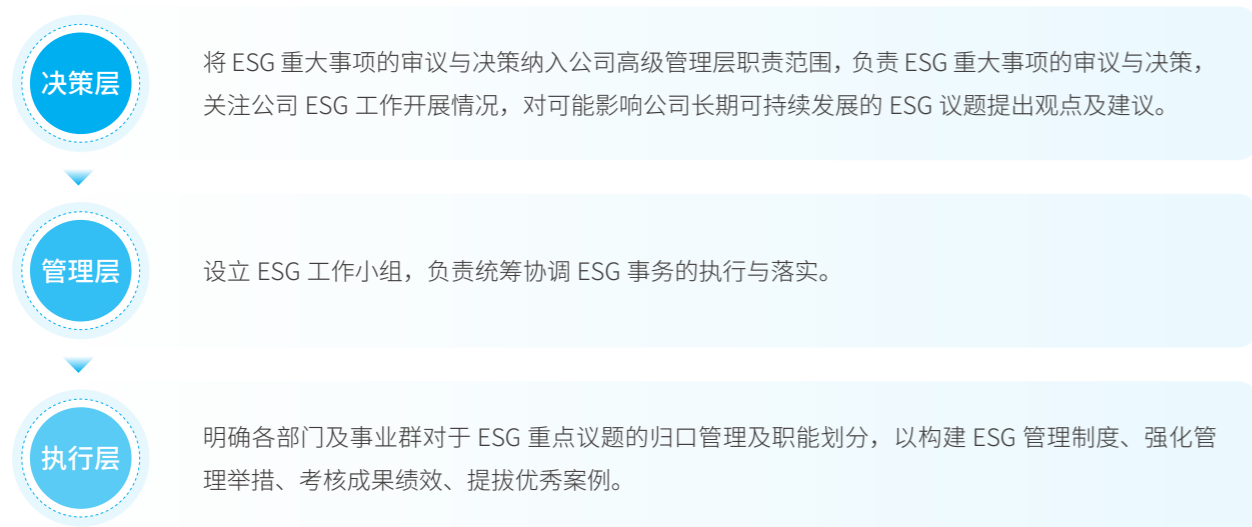 决策层
将 ESG 重大事项的审议与决策纳入公司高级管理层职责范围，负责 ESG 重大事项的审议与决策，
关注公司 ESG 工作开展情况，对可能影响公司长期可持续发展的 ESG 议题提出观点及建议。
管理层
设立 ESG 工作小组，负责统筹协调 ESG 事务的执行与落实。
执行层
明确各部门及事业群对于 ESG 重点议题的归口管理及职能划分，以构建 ESG 管理制度、强化管
理举措、考核成果绩效、提拔优秀案例。